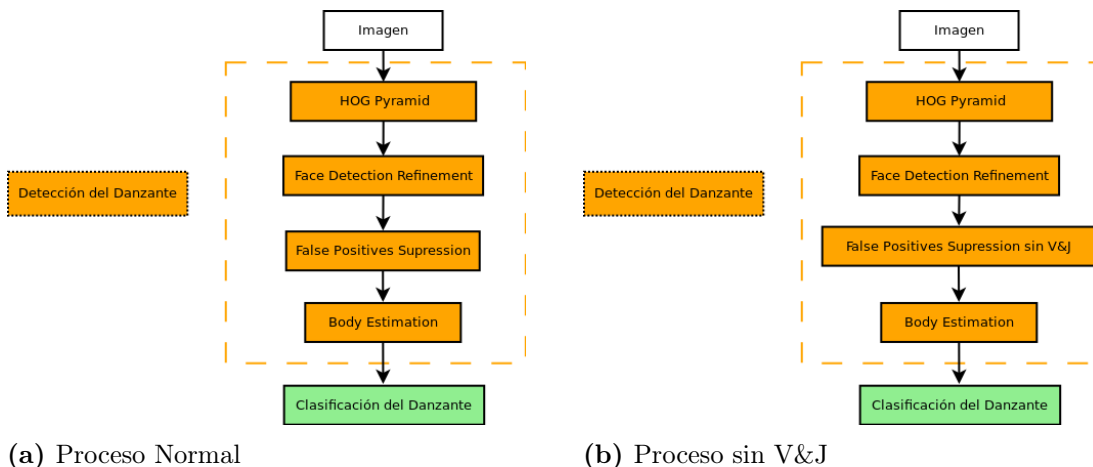 Imagen
HOG Pyramid
Face Detection Refinement
Detección del Danzante
False Positives Supression
Body Estimation
Clasificación del Danzante
(a) Proceso Normal
Imagen
HOG Pyramid
Face Detection Refinement
Detección del Danzante
False Positives Supression sin V&J
Body Estimation
Clasificación del Danzante
(b) Proceso sin V&J